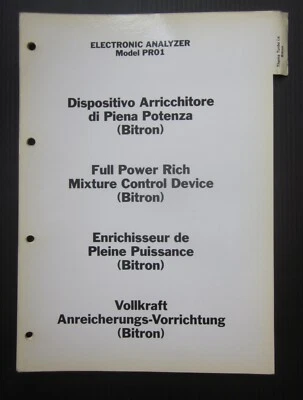 ELECTRONIC ANALYZER
Model PR01
Dispositivo Arricchitore
di Piena Potenza
(Bitron)
Full Power Rich
Mixture Control Device
(Bitron)
Enrichisseur de
Pleine Puissance
(Bitron)
Vollkraft
Anreicherungs-Vorrichtung
(Bitron)